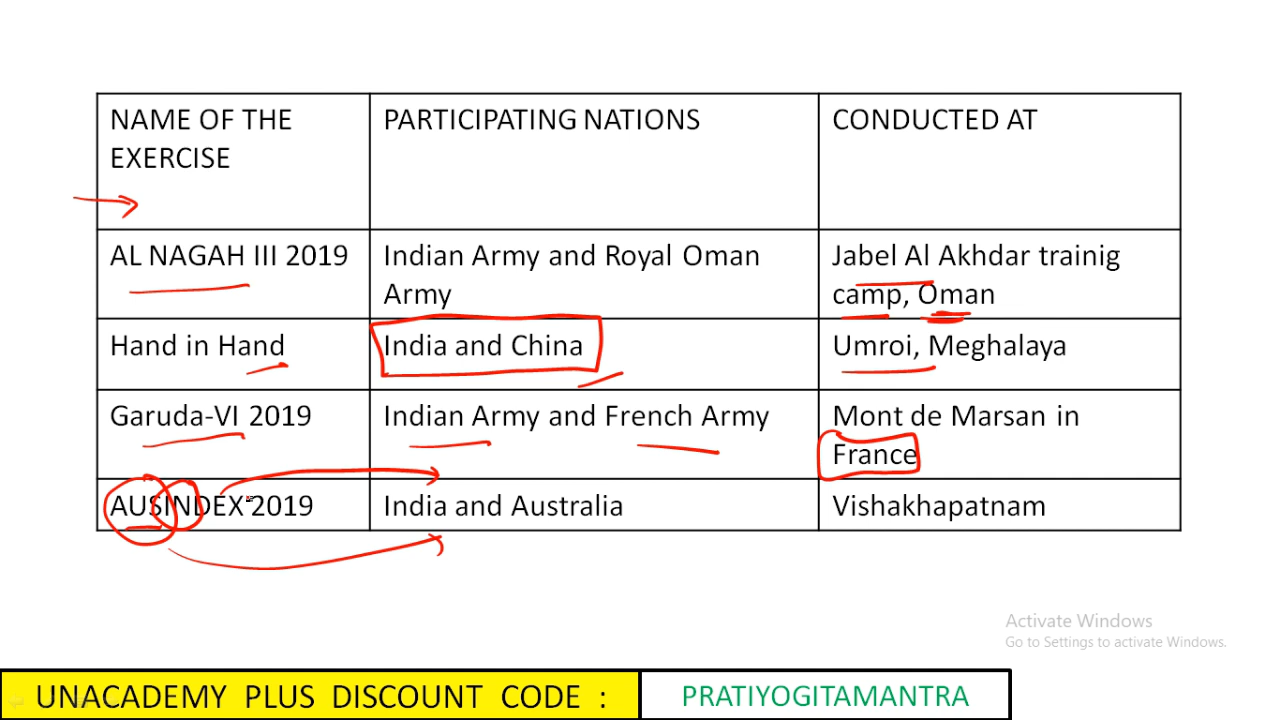 NAME OF THE
EXERCISE
PARTICIPATING NATIONS
CONDUCTED AT
AL NAGAH III 2019
Indian Army and Royal Oman
Army
Jabel Al Akhdar trainig
camp, Oman
Hand in Hand
India and China
Umroi, Meghalaya
Garuda-VI 2019
Indian Army and French Army
Mont de Marsan in
France
AUSINDEX 2019
India and Australia
Vishakhapatnam
Activate Windows
Go to Settings to activate Windows.
UNACADEMY PLUS DISCOUNT CODE :
PRATIYOGITAMANTRA